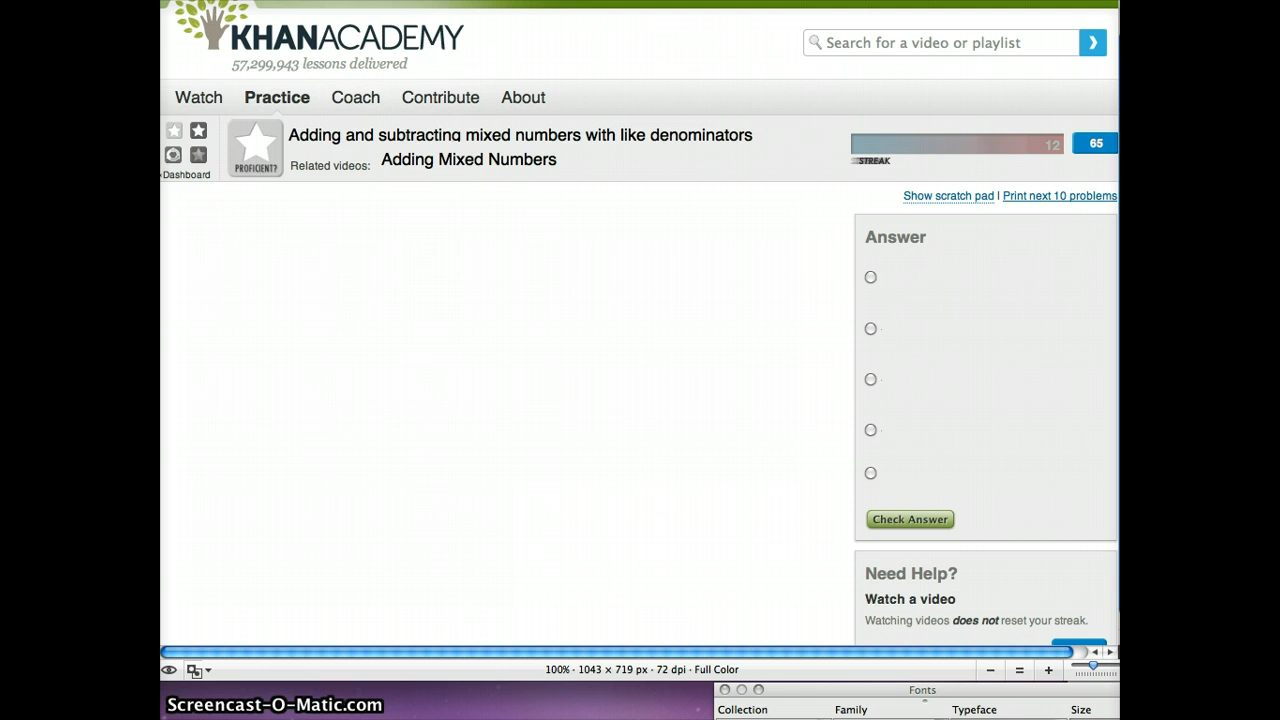 KHANACADEMY
57,299,943 lessons delivered
Search for a video or playlist
Watch Practice Coach Contribute About
Adding and subtracting mixed numbers with like denominators
Related videos: Adding Mixed Numbers
PROFICIENT?
Dashboard
12
STREAK
65
Show scratch pad | Print next 10 problems
Answer
Check Answer
Need Help?
Watch a video
Watching videos does not reset your streak.
100% · 1043 × 719 px · 72 dpi · Full Color
Fonts
Collection Family Typeface Size
Screencast-O-Matic.com